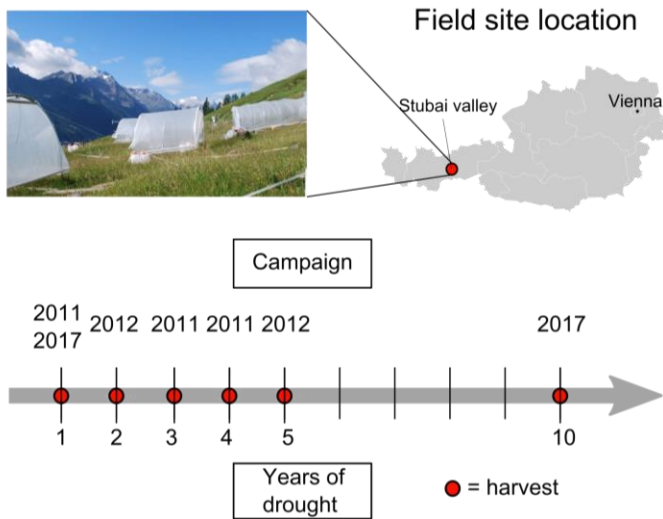 Field site location
Stubai valley
Vienna
Campaign
2011
2017
2012
2011
2011
2012
2017
1
2
3
4
5
10
Years of
drought
= harvest